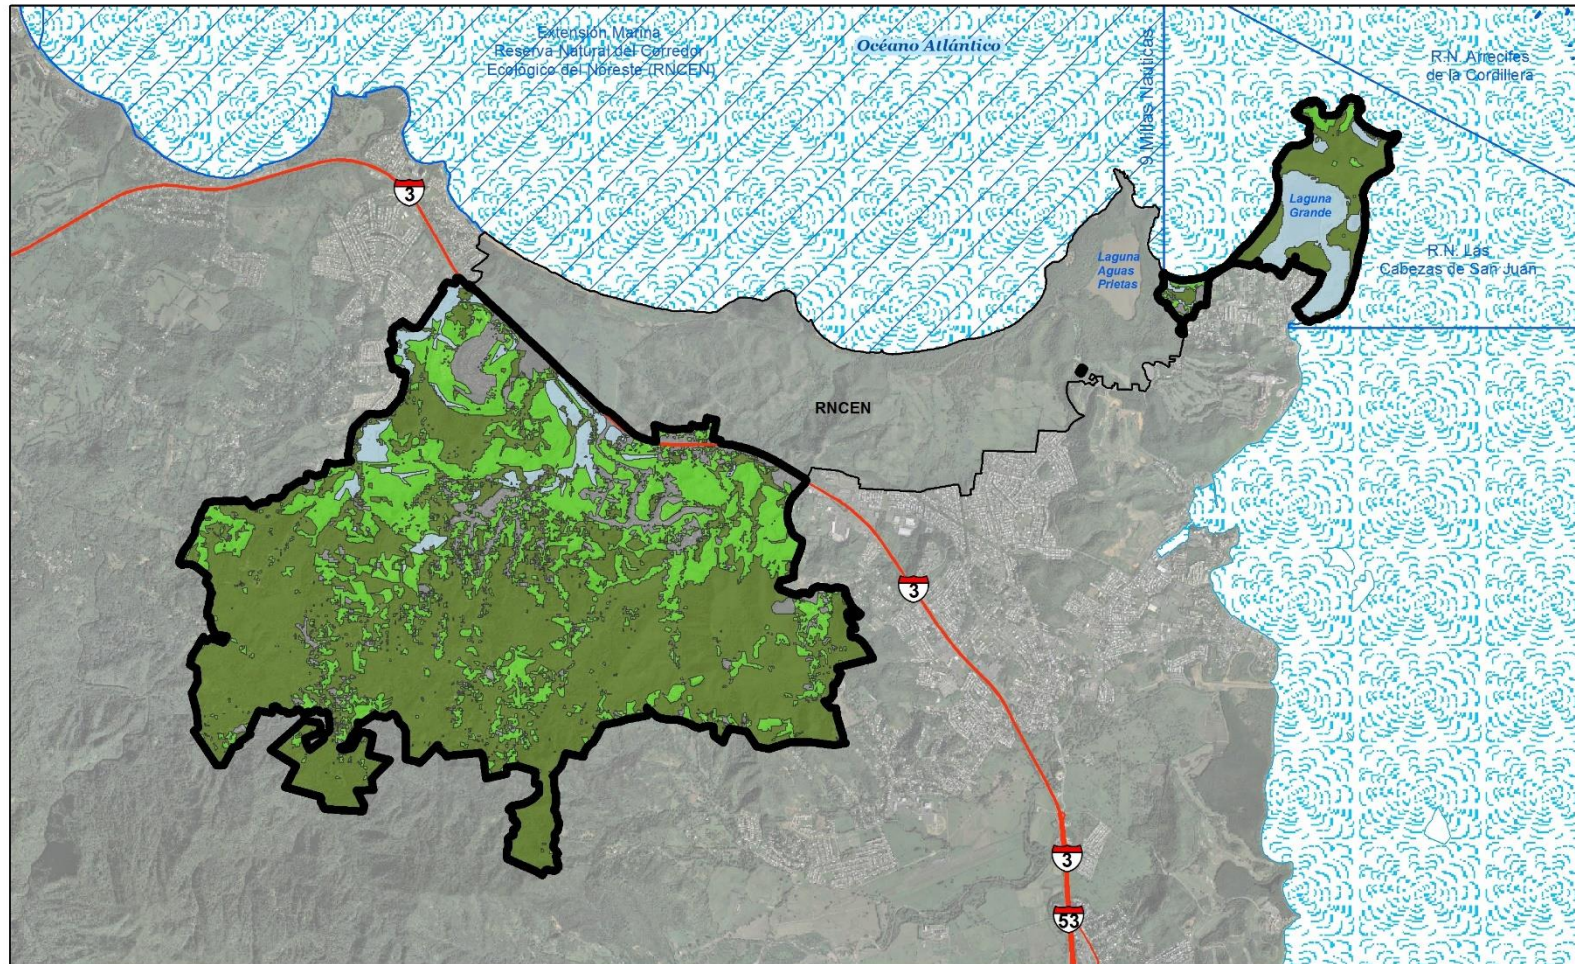 Extensión Marina
Reserva Natural del Corredor
Ecológico del Noreste (RNCEN)
Océano Atlántico
9 Millas Náuticas
R.N. Arrecifes
de la Cordillera
3
Laguna
Grande
Laguna
Aguas
Prietas
R.N. Las
Cabezas de San Juan
RNCEN
3
3
53